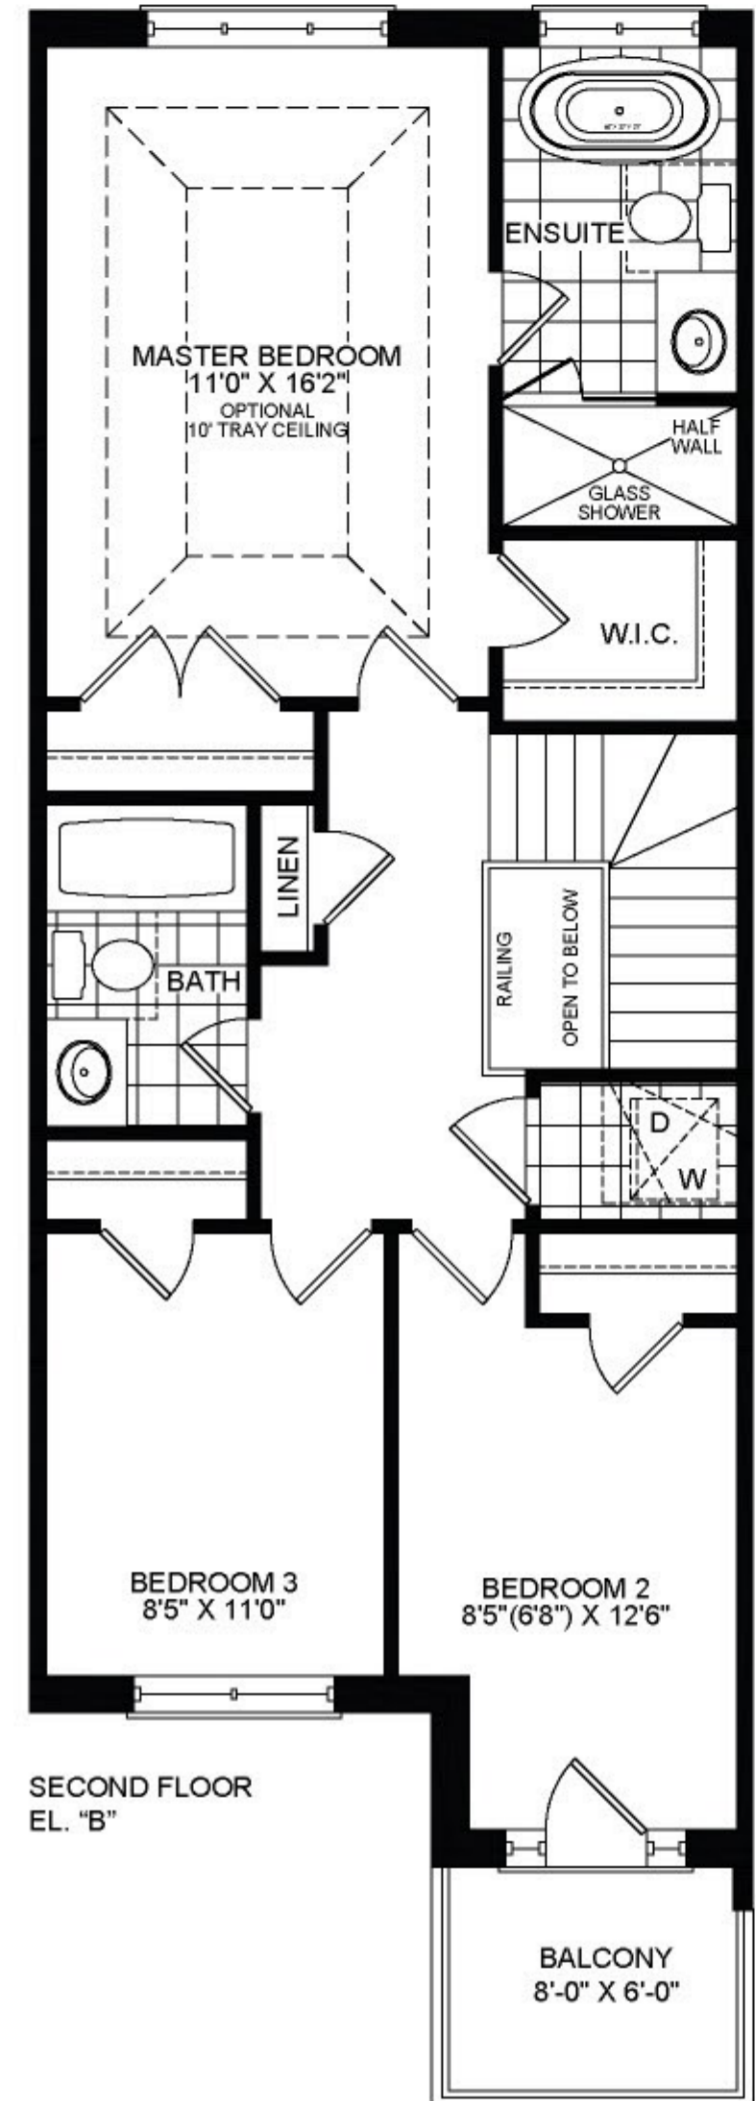 ENSUITE
MASTER BEDROOM
11'0" X 16'2"
OPTIONAL
10' TRAY CEILING
HALF
WALL
GLASS
SHOWER
W.I.C.
LINEN
RAILING
OPEN TO BELOW
BATH
D
W
BEDROOM 3
8'5" X 11'0"
BEDROOM 2
8'5"(6'8") X 12'6"
SECOND FLOOR
EL. “B”
BALCONY
8'-0" X 6'-0"